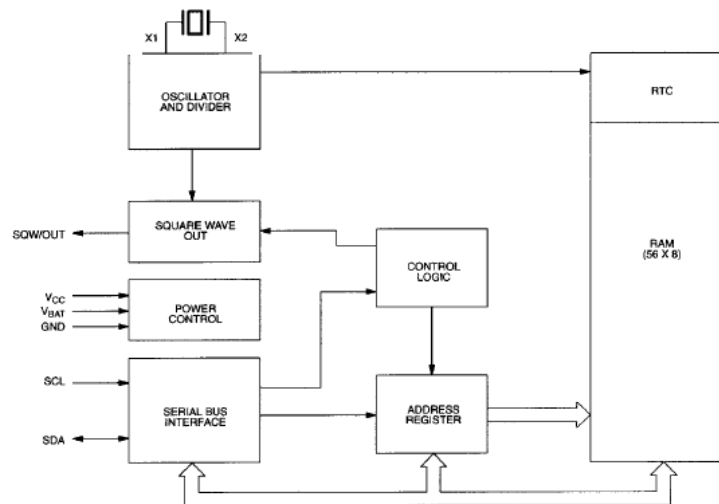 X1
X2
OSCILLATOR
AND DIVIDER
RTC
SQW/OUT
SQUARE WAVE
OUT
CONTROL
LOGIC
RAM
(56 X 8)
VCC
VBAT
GND
POWER
CONTROL
SCL
SDA
SERIAL BUS
INTERFACE
ADDRESS
REGISTER